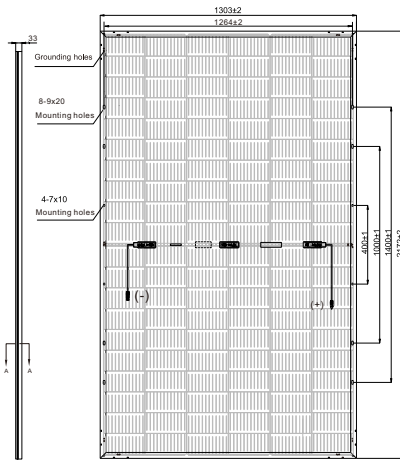 1303±2
1264±2
33
Grounding holes
8-9x20
Mounting holes
4-7x10
Mounting holes
400±1
1000±1
1400±1
2172±2
(-)
(+)
A
A